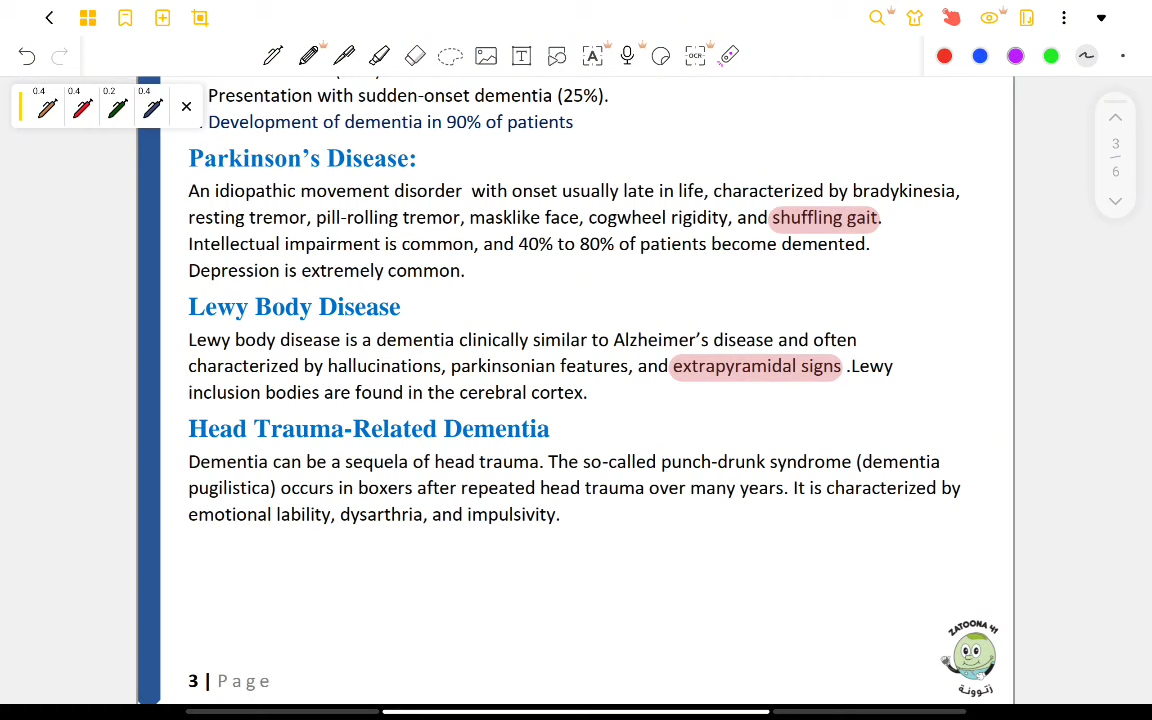 0.4 0.4 0.2 0.4
A
OCR
3
6
Presentation with sudden-onset dementia (25%).
Development of dementia in 90% of patients
Parkinson’s Disease:
An idiopathic movement disorder with onset usually late in life, characterized by bradykinesia,
resting tremor, pill-rolling tremor, masklike face, cogwheel rigidity, and shuffling gait.
Intellectual impairment is common, and 40% to 80% of patients become demented.
Depression is extremely common.
Lewy Body Disease
Lewy body disease is a dementia clinically similar to Alzheimer’s disease and often
characterized by hallucinations, parkinsonian features, and extrapyramidal signs .Lewy
inclusion bodies are found in the cerebral cortex.
Head Trauma-Related Dementia
Dementia can be a sequela of head trauma. The so-called punch-drunk syndrome (dementia
pugilistica) occurs in boxers after repeated head trauma over many years. It is characterized by
emotional lability, dysarthria, and impulsivity.
ZATOONA 41
زتوونة
3 | Page